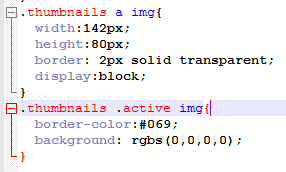 .thumbnails a img{
width:142px;
height:80px;
border: 2px solid transparent;
display:block;
}
.thumbnails .active img{
border-color:#069;
background: rgbs(0,0,0,0);
}